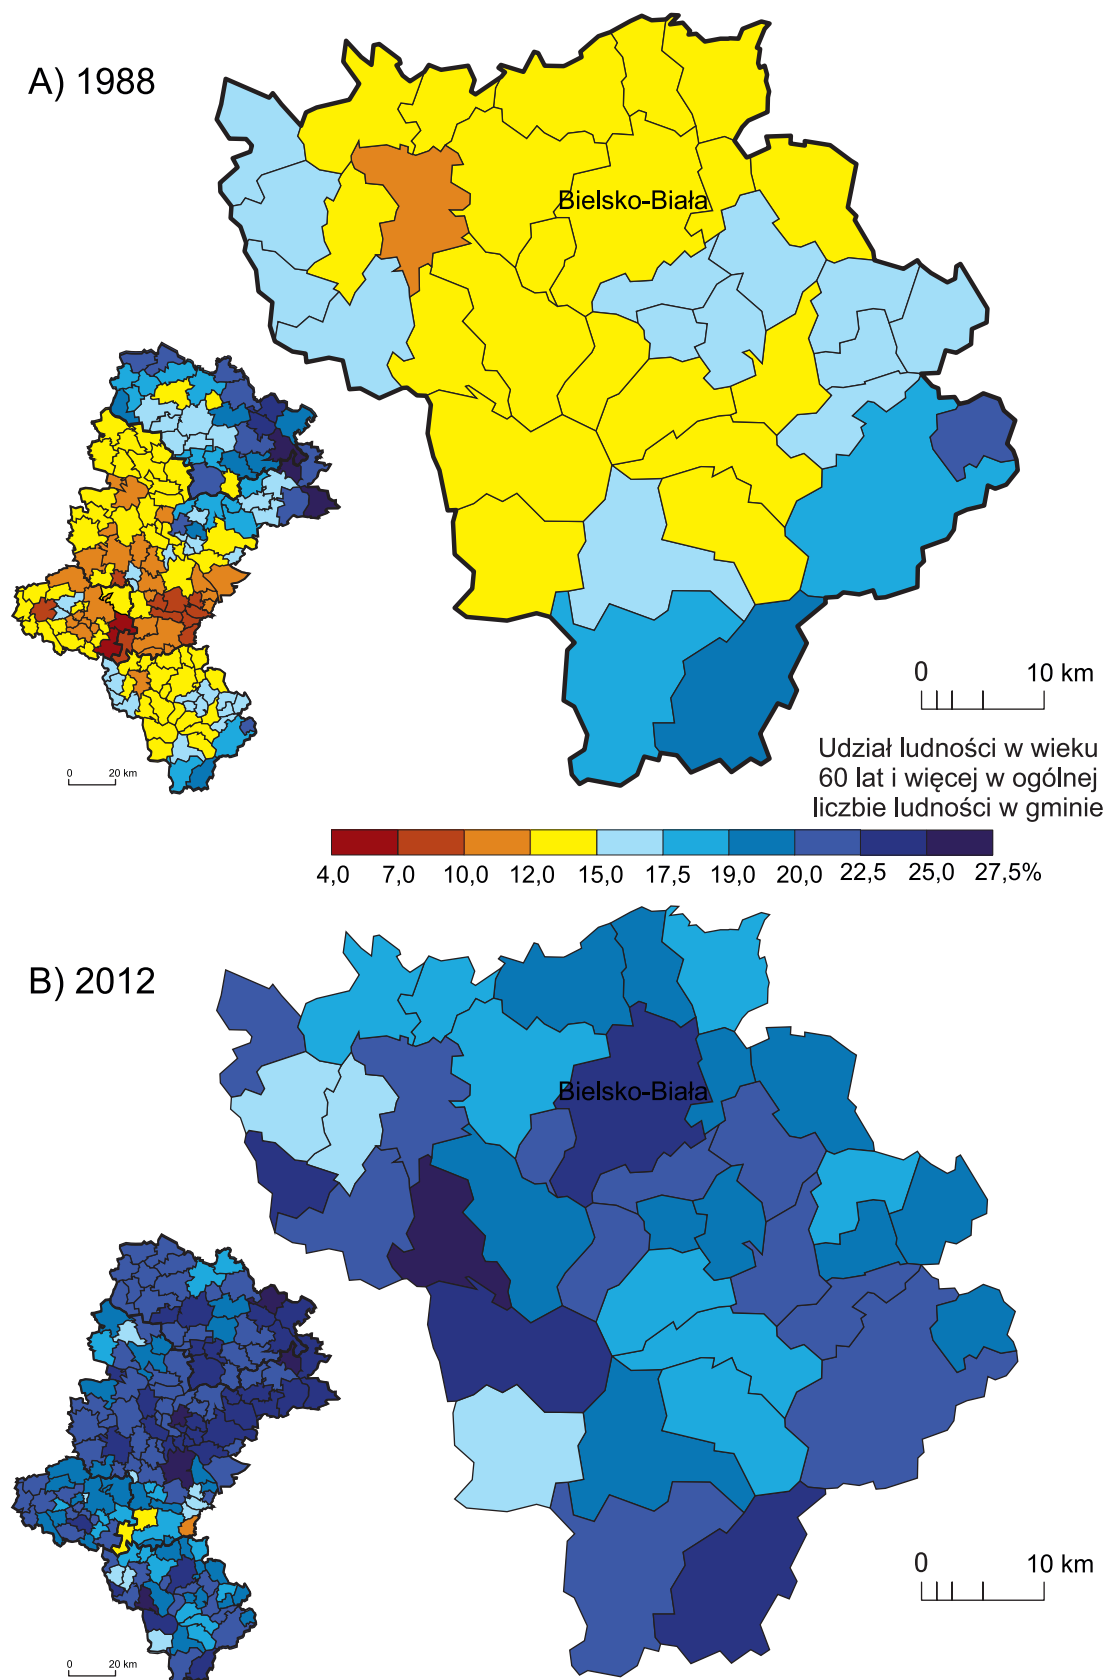 A) 1988
Bielsko-Biała
0 10 km
0 20 km
Udział ludności w wieku
60 lat i więcej w ogólnej
liczbie ludności w gminie
4,0 7,0 10,0 12,0 15,0 17,5 19,0 20,0 22,5 25,0 27,5%
B) 2012
Bielsko-Biała
0 10 km
0 20 km